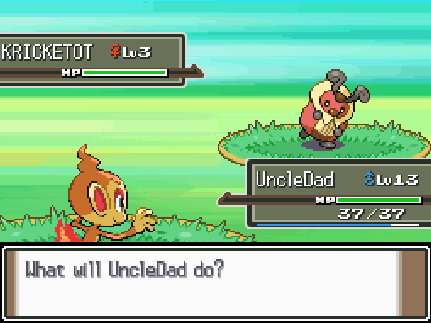 KRICKETOT ♀Lv3
HP
UncleDad ♂Lv13
HP
37/37
What will UncleDad do?